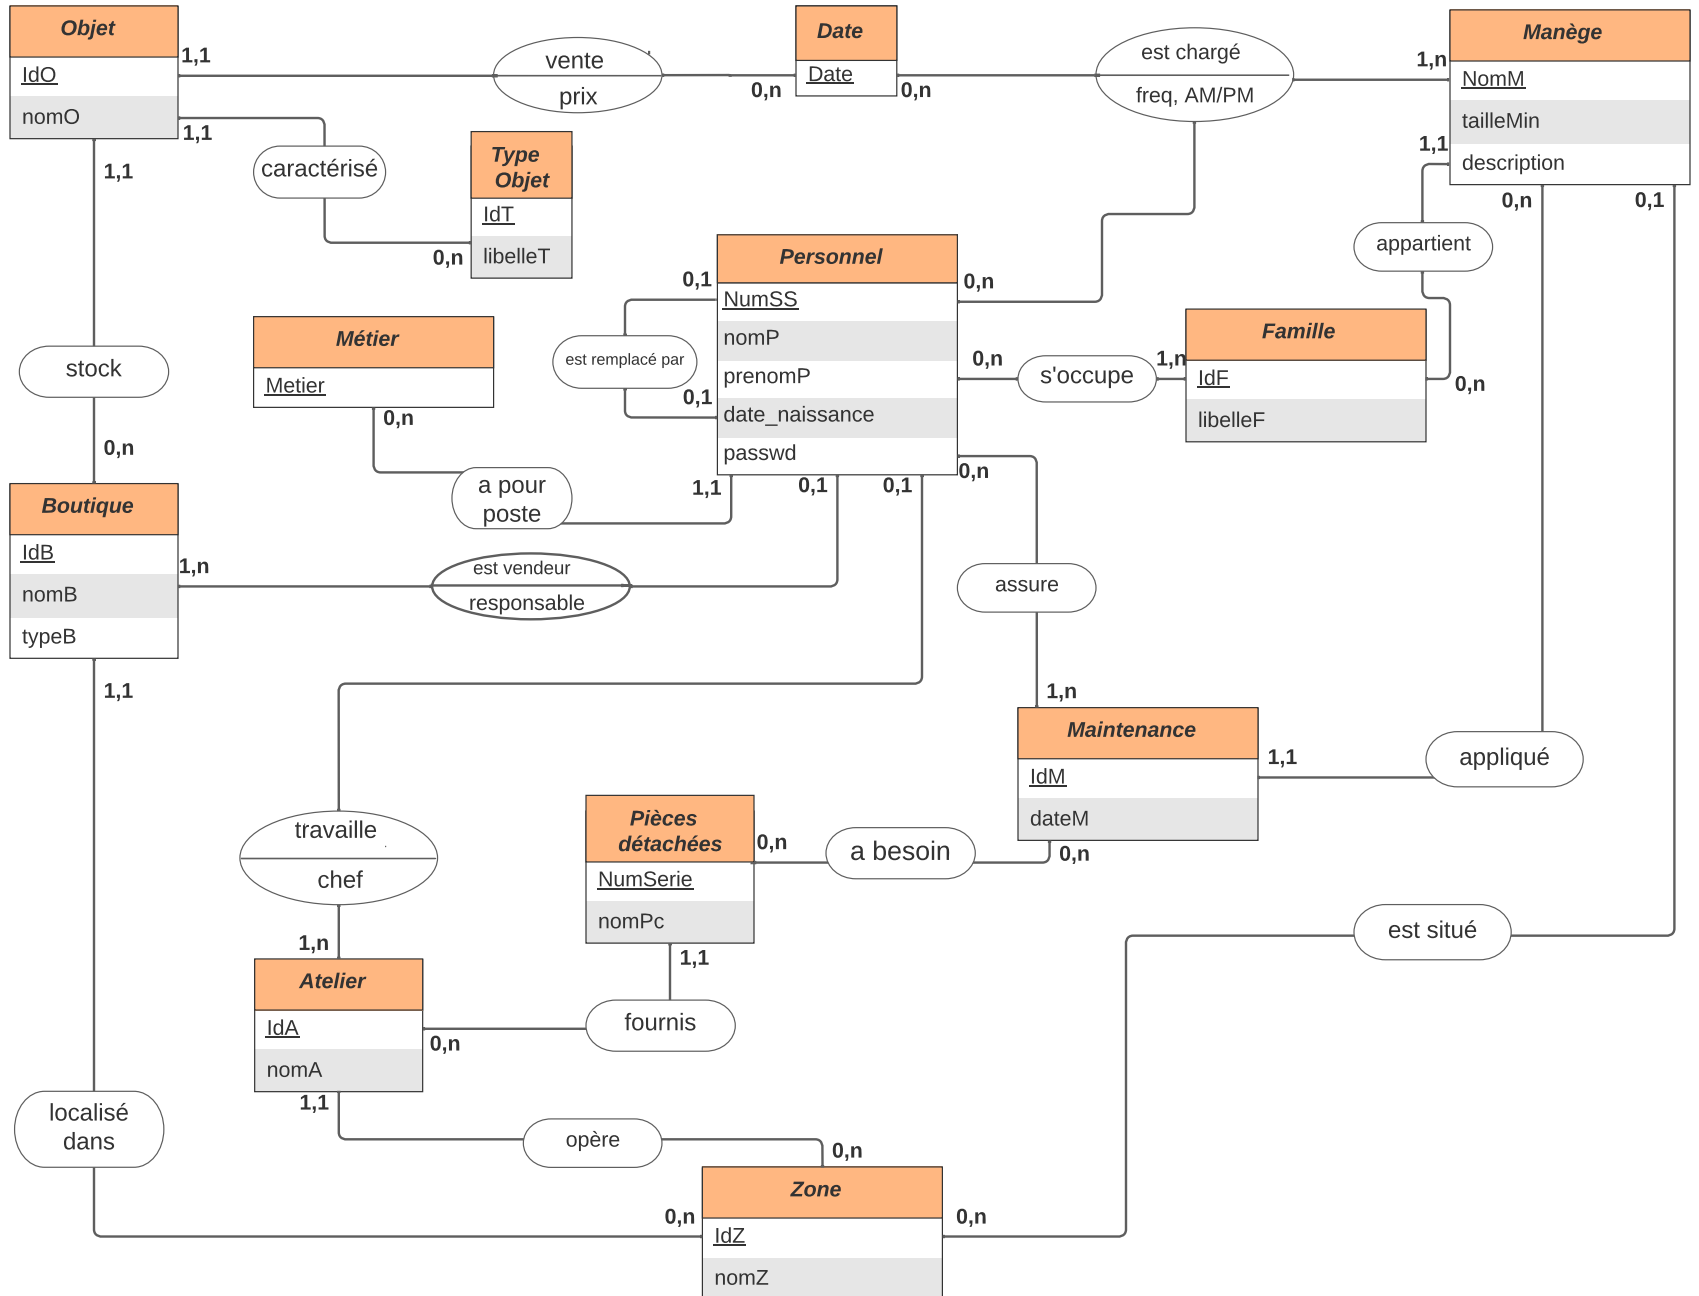 Objet
IdO
nomO
1,1
1,1
1,1
vente
prix
0,n
Date
Date
0,n
est chargé
freq, AM/PM
1,n
Manège
NomM
tailleMin
description
1,1
0,n
0,1
caractérisé
Type
Objet
IdT
libelleT
0,n
appartient
Personnel
NumSS
nomP
prenomP
date_naissance
passwd
0,1
0,n
est remplacé par
0,1
0,n
s'occupe
1,n
Famille
IdF
libelleF
0,n
Métier
Metier
0,n
stock
0,n
a pour
poste
1,1
0,1
0,1
0,n
Boutique
IdB
nomB
typeB
1,n
est vendeur
responsable
assure
1,1
1,n
Maintenance
IdM
dateM
1,1
appliqué
0,n
travaille
chef
Pièces
détachées
NumSerie
nomPc
0,n
a besoin
1,1
est situé
1,n
Atelier
IdA
nomA
0,n
fournis
1,1
localisé
dans
opère
0,n
Zone
IdZ
nomZ
0,n
0,n